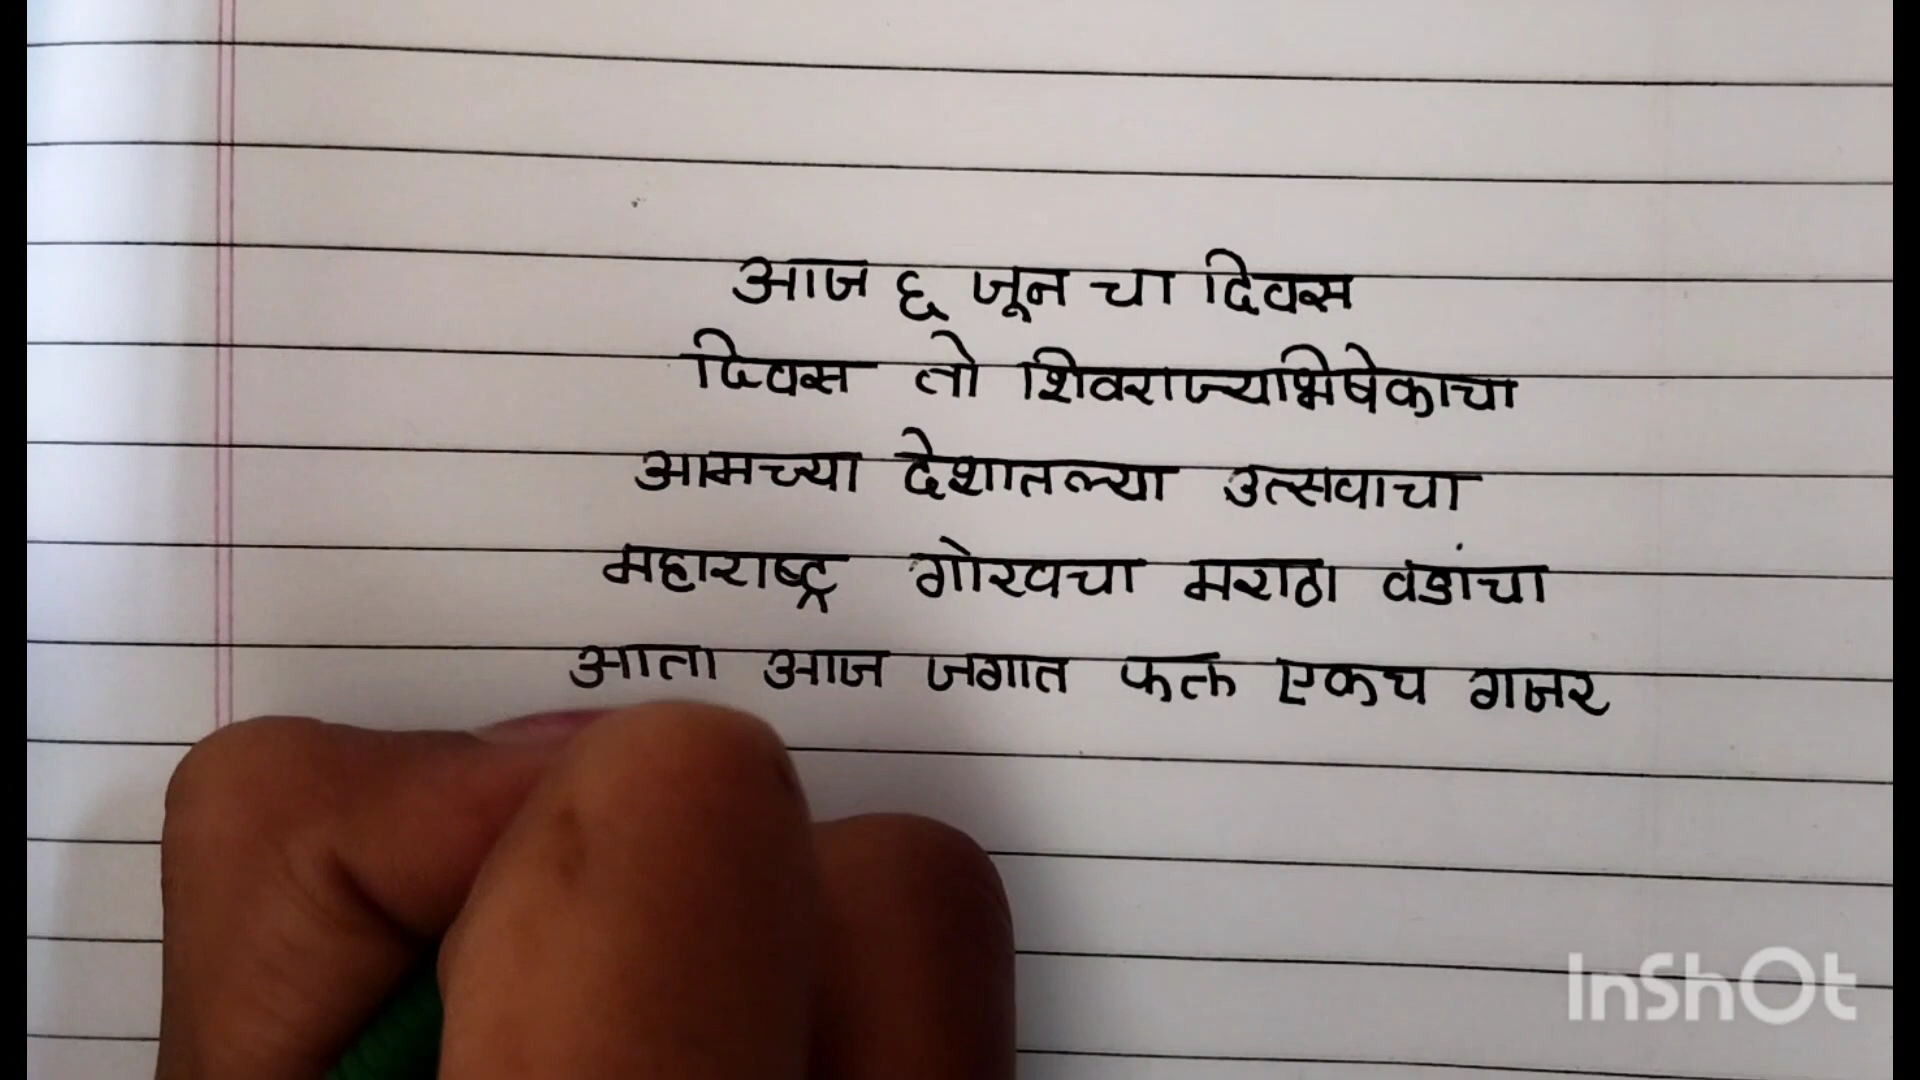 आज ६ जून चा दिवस
दिवस तो शिवराज्याभिषेकाचा
आमच्या देशातल्या उत्सवाचा
महाराष्ट्र गोरवचा मराठा वडांचा
आता आज जगात फक्त एकच गजर
InShOt